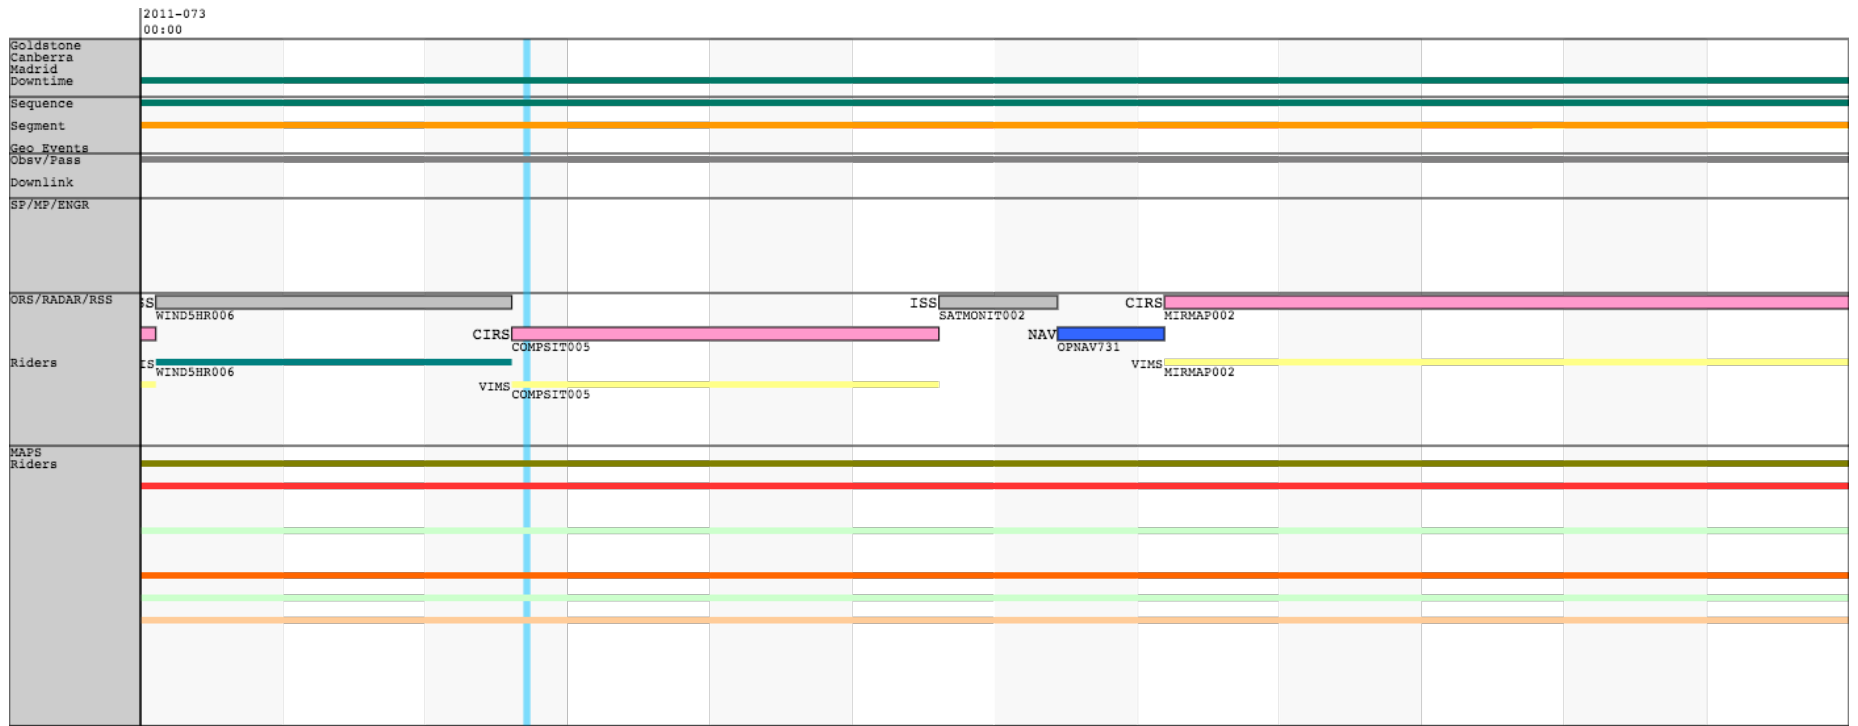 2011-073
00:00
Goldstone
Canberra
Madrid
Downtime
Sequence
Segment
Geo Events
Obsv/Pass
Downlink
SP/MP/ENGR
ORS/RADAR/RSS SS ISS CIRS
WIND5HR006 SATMONIT002 MIRMAP002
CIRS NAV
COMPSIT005 OPNAV731
Riders IS VIMS
WIND5HR006 MIRMAP002
VIMS
COMPSIT005
MAPS
Riders